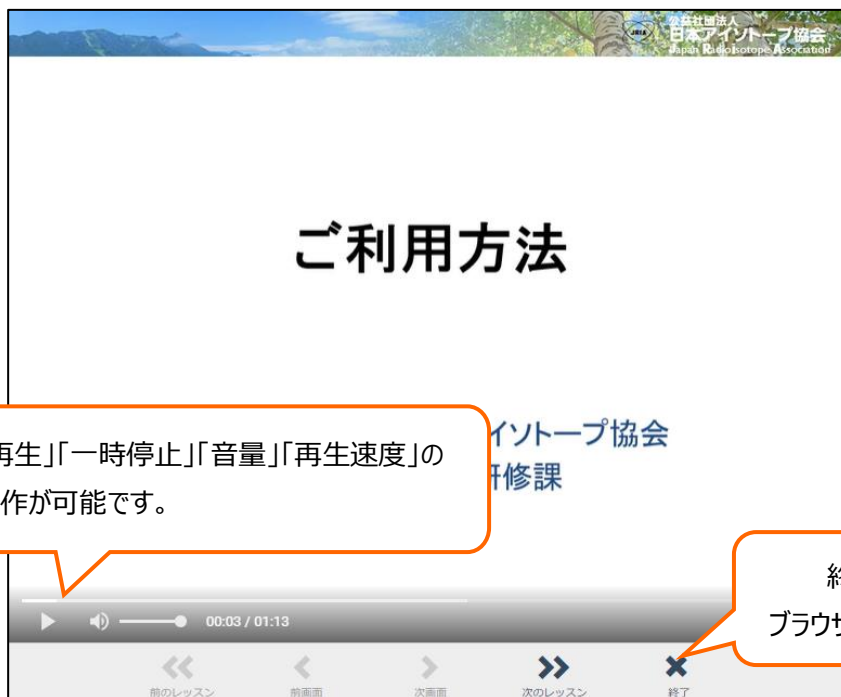 公益社団法人
日本アイソトープ協会
Japan Radioisotope Association
ご利用方法
イソトープ協会
研修課
再生」「一時停止」「音量」「再生速度」の
作が可能です。
ブラウザ
00:03 / 01:13
前のレッスン
前画面
次画面
次のレッスン
終了